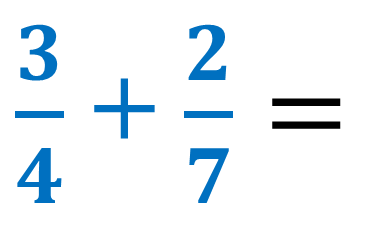 3/4 + 2/7 =